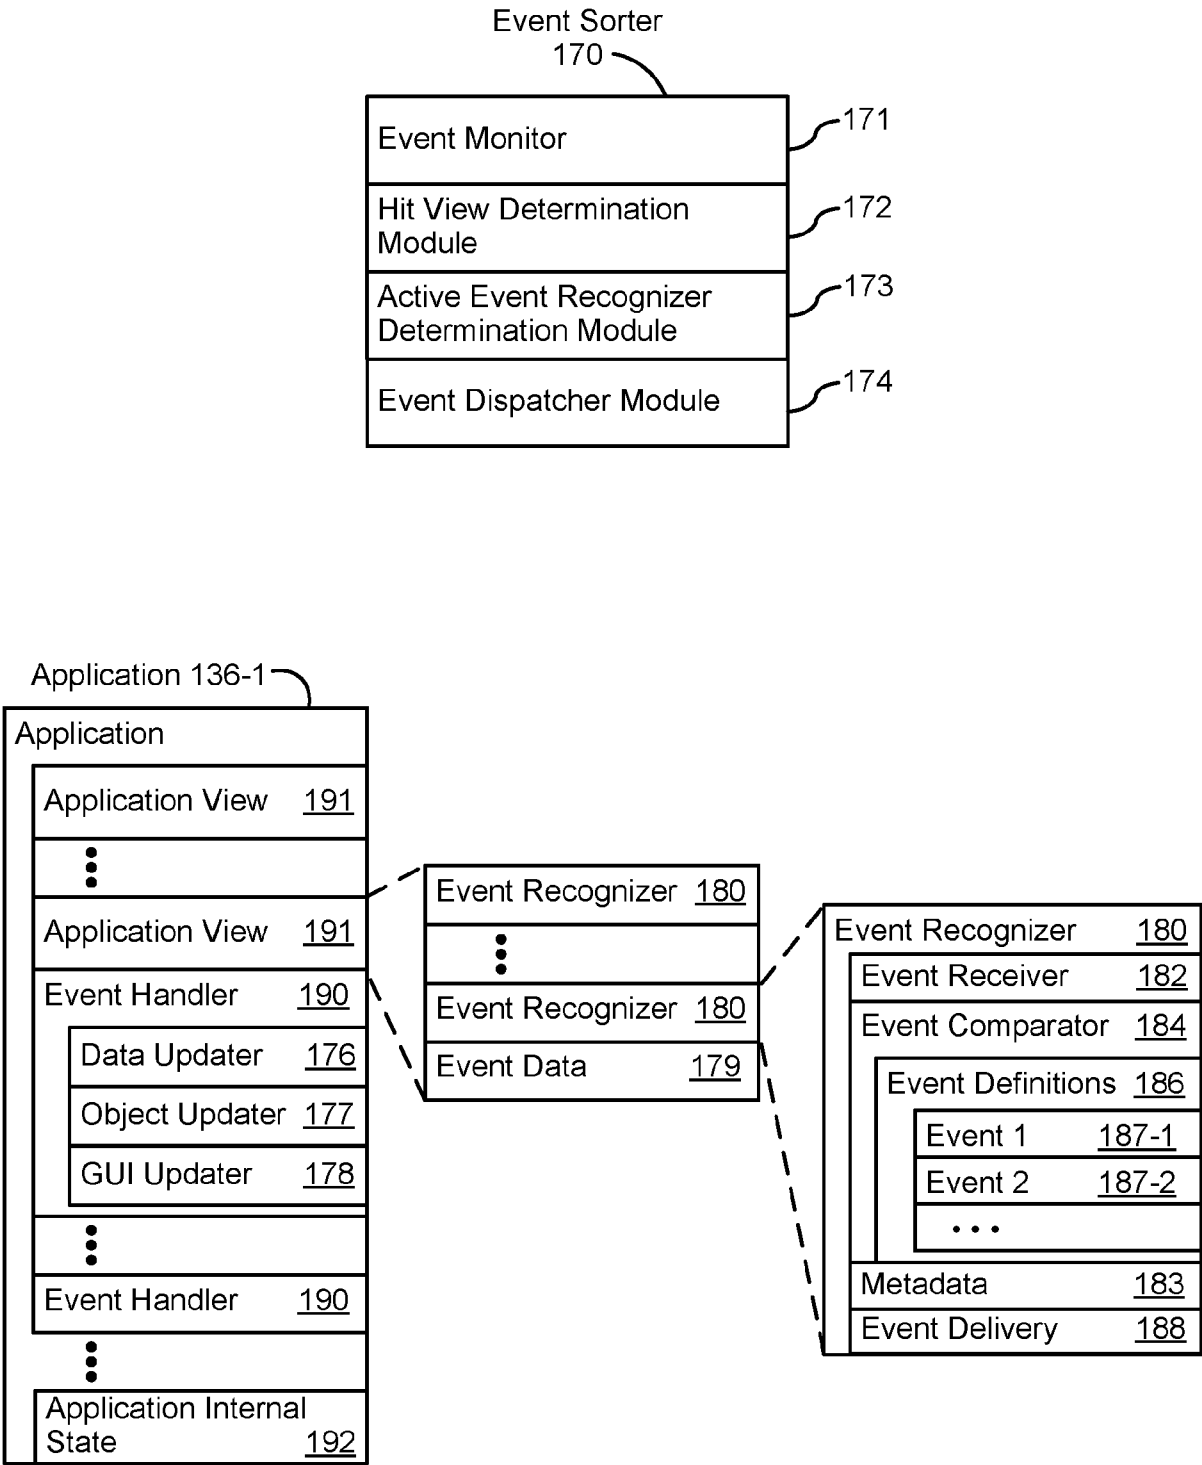 Event Sorter
170
Event Monitor
171
Hit View Determination
Module
172
Active Event Recognizer
Determination Module
173
Event Dispatcher Module
174
Application 136-1
Application
Application View 191
Application View 191
Event Handler 190
Data Updater 176
Object Updater 177
GUI Updater 178
Event Handler 190
Application Internal
State 192
Event Recognizer 180
Event Recognizer 180
Event Data 179
Event Recognizer 180
Event Receiver 182
Event Comparator 184
Event Definitions 186
Event 1 187-1
Event 2 187-2
Metadata 183
Event Delivery 188